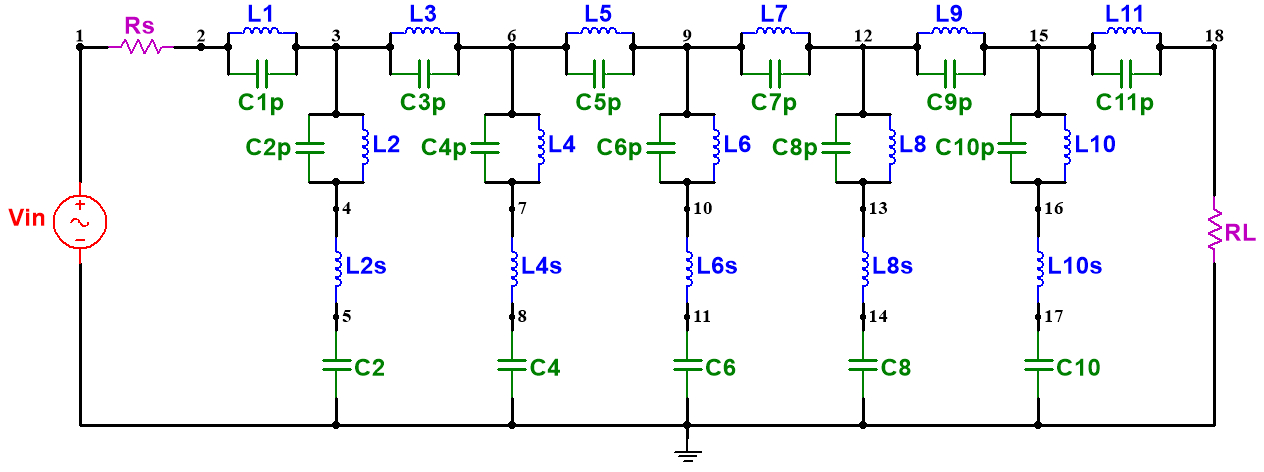 L1 L3 L5 L7 L9 L11
Rs
1 2 3 6 9 12 15 18
C1p C3p C5p C7p C9p C11p
C2p L2 C4p L4 C6p L6 C8p L8 C10p L10
4 7 10 13 16
Vin + −
RL
L2s L4s L6s L8s L10s
5 8 11 14 17
C2 C4 C6 C8 C10